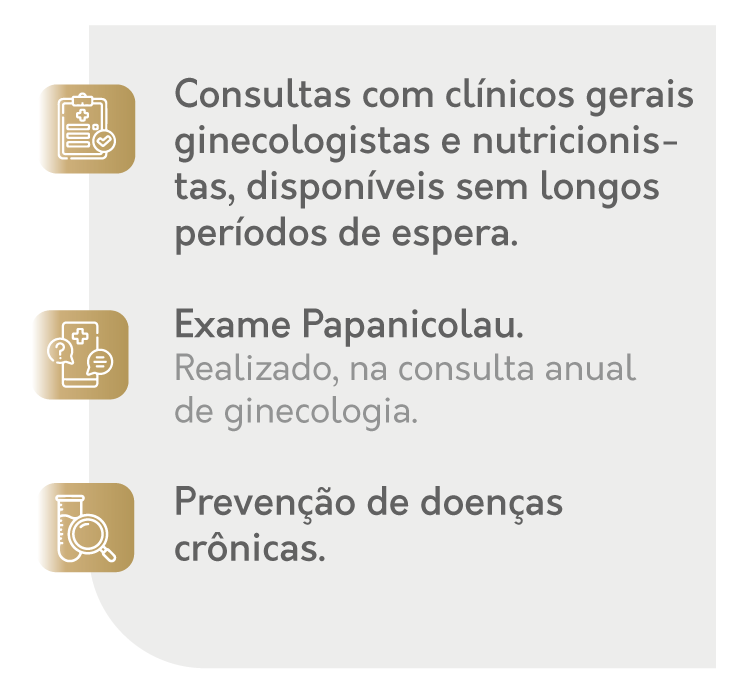 Consultas com clínicos gerais
ginecologistas e nutricionis-
tas, disponíveis sem longos
períodos de espera.
Exame Papanicolau.
Realizado, na consulta anual
de ginecologia.
Prevenção de doenças
crônicas.